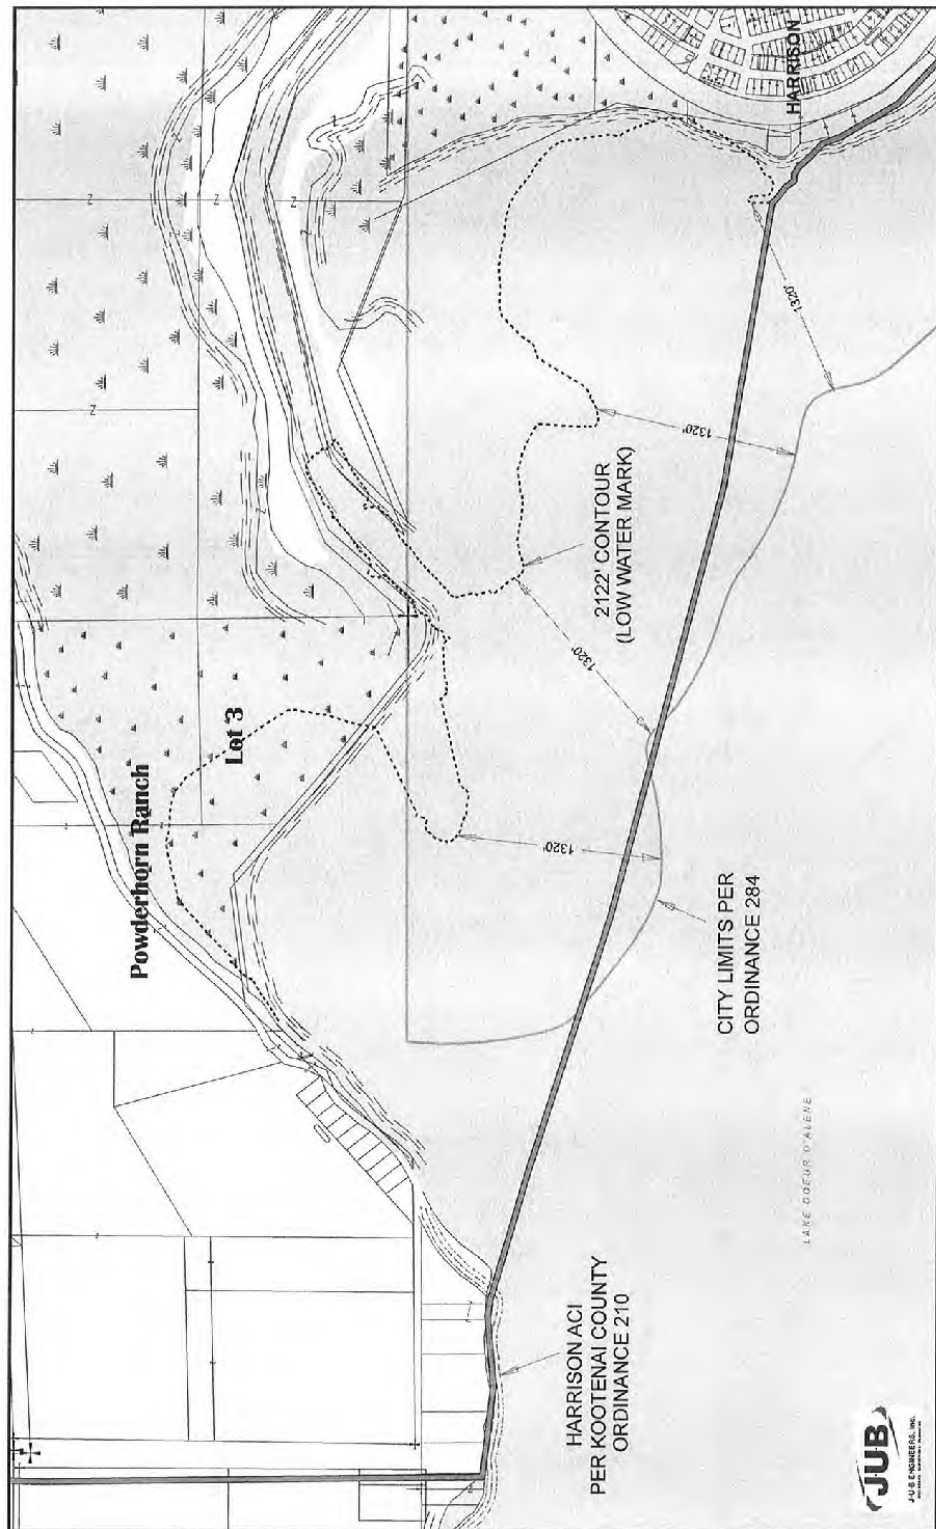 Powderhorn Ranch
Lot 3
HARRISON
1320'
1320'
2122' CONTOUR
(LOW WATER MARK)
1320'
1320'
CITY LIMITS PER
ORDINANCE 284
HARRISON ACI
PER KOOTENAI COUNTY
ORDINANCE 210
LAKE COEUR D'ALENE
JUB
J-U-B ENGINEERS, INC.